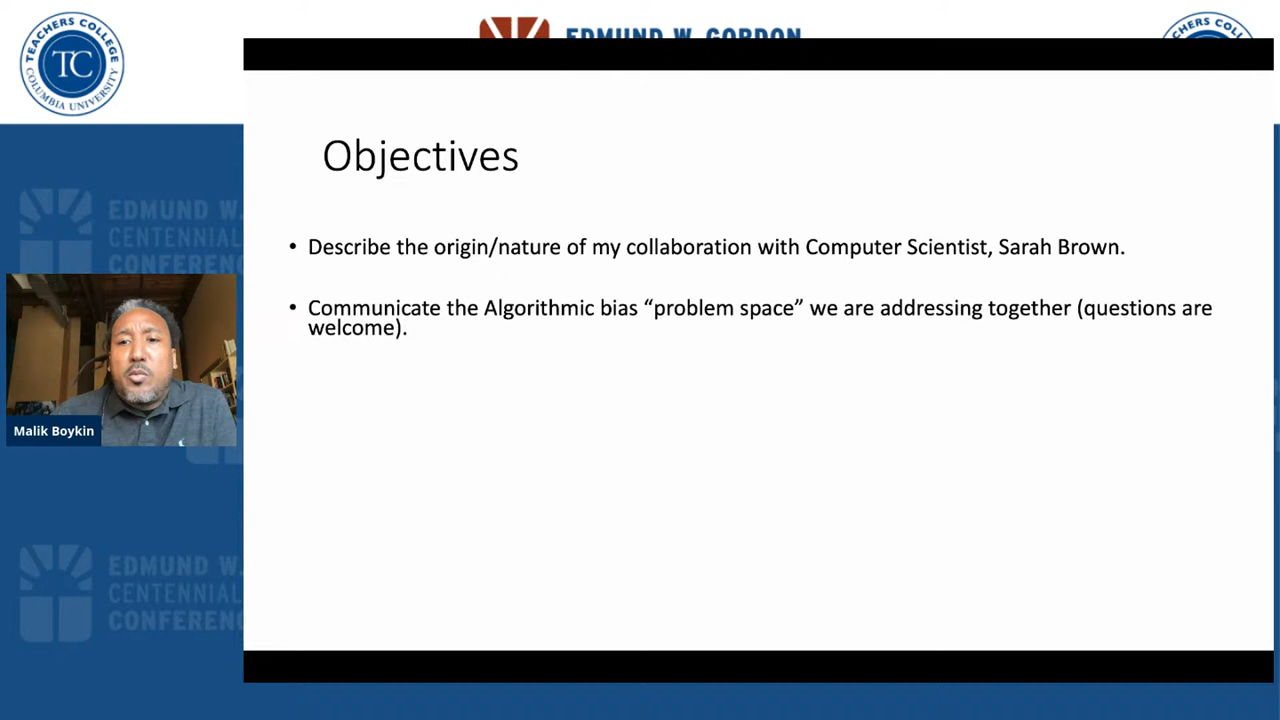 TEACHERS COLLEGE
TC
COLUMBIA UNIVERSITY
EDMUND W. GORDON
TEACHERS COLLEGE
Objectives
• Describe the origin/nature of my collaboration with Computer Scientist, Sarah Brown.
• Communicate the Algorithmic bias “problem space” we are addressing together (questions are
welcome).
EDMUND W.
CENTENNIAL
CONFERENC
Malik Boykin
EDMUND W.
CENTENNIAL
CONFERENC